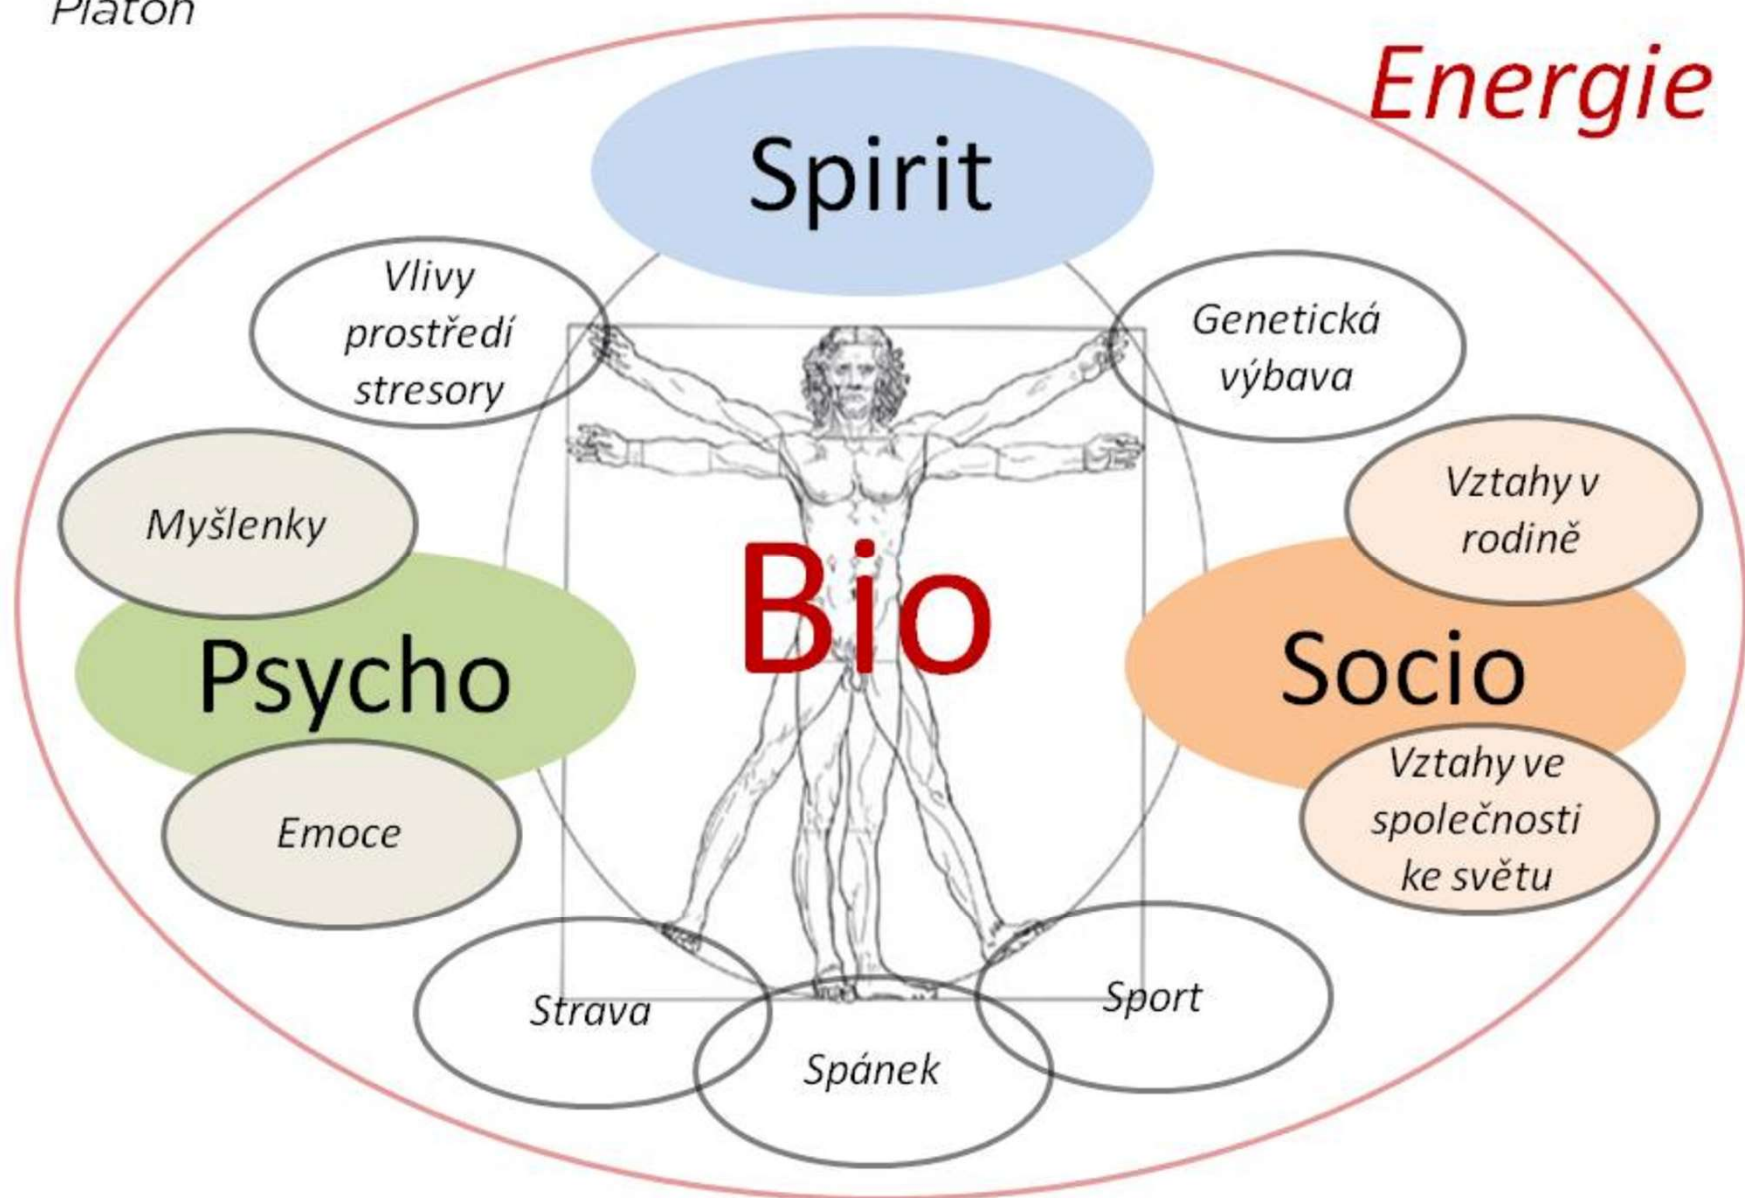 Platón
Energie
Spirit
Vlivy
prostředí
stresory
Genetická
výbava
Myšlenky
Vztahy v
rodině
Psycho
Bio
Socio
Emoce
Vztahy ve
společnosti
ke světu
Strava
Spánek
Sport